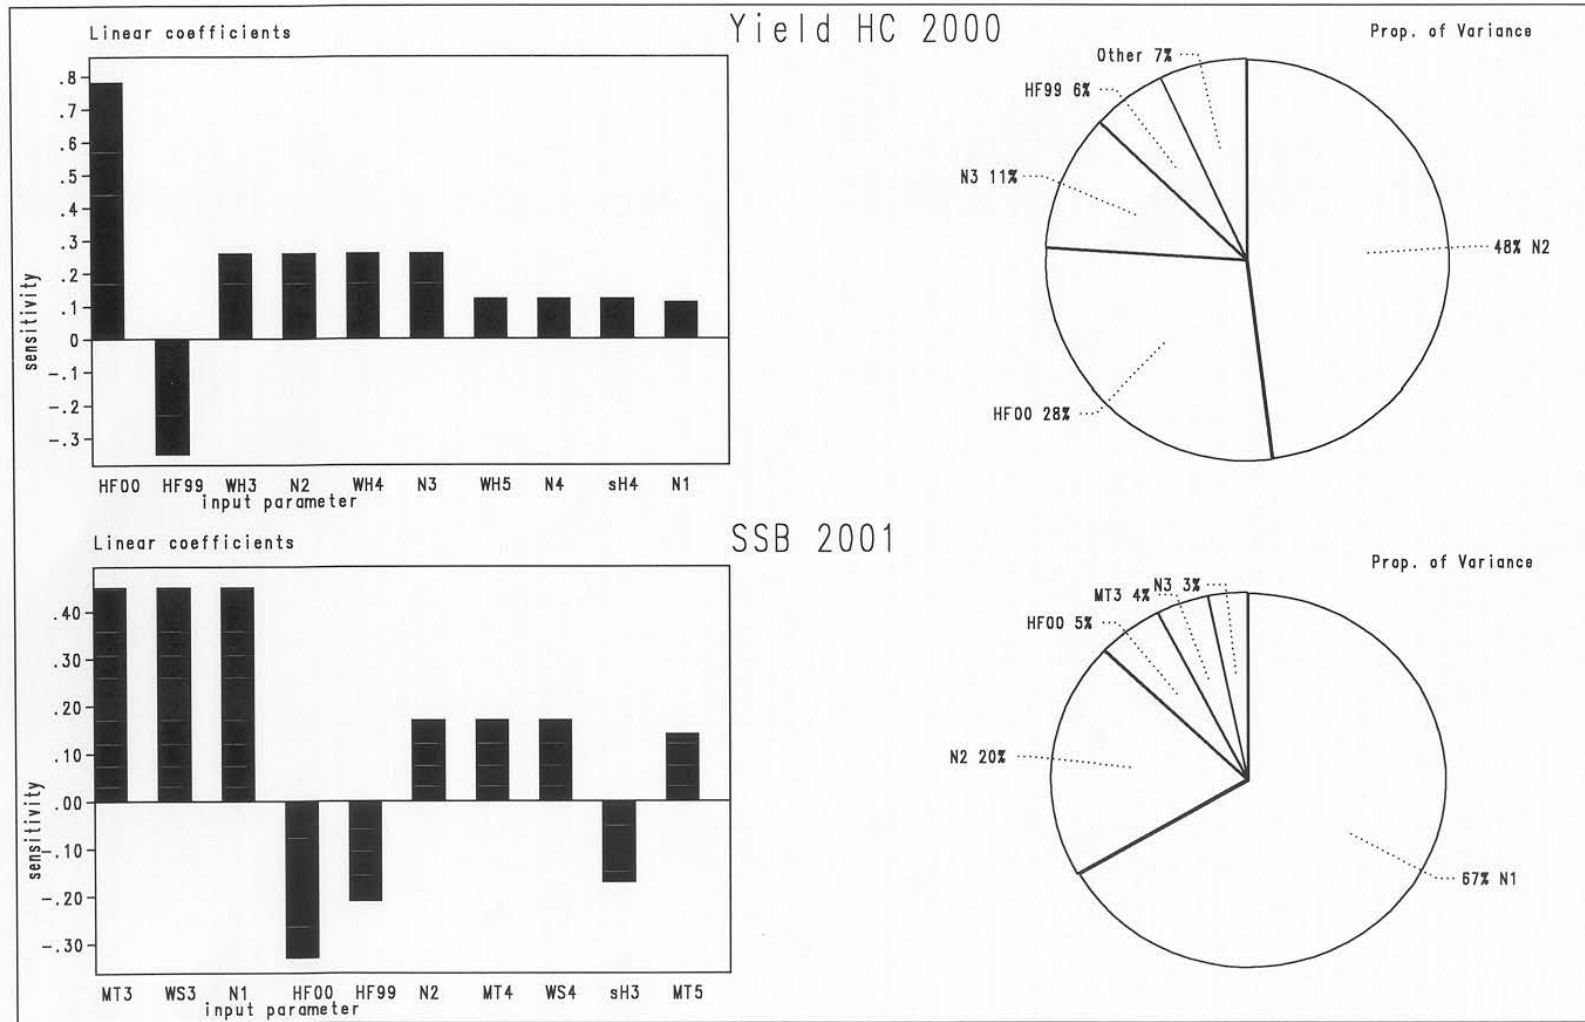 Yield HC 2000
Linear coefficients
.8
.7
.6
.5
.4
.3
.2
.1
0
-.1
-.2
-.3
sensitivity
HF00 HF99 WH3 N2 WH4 N3 WH5 N4 sH4 N1
input parameter
Prop. of Variance
Other 7%
HF99 6%
N3 11%
48% N2
HF00 28%
SSB 2001
Linear coefficients
.40
.30
.20
.10
.00
-.10
-.20
-.30
sensitivity
MT3 WS3 N1 HF00 HF99 N2 MT4 WS4 sH3 MT5
input parameter
Prop. of Variance
N3 3%
MT3 4%
HF00 5%
N2 20%
67% N1